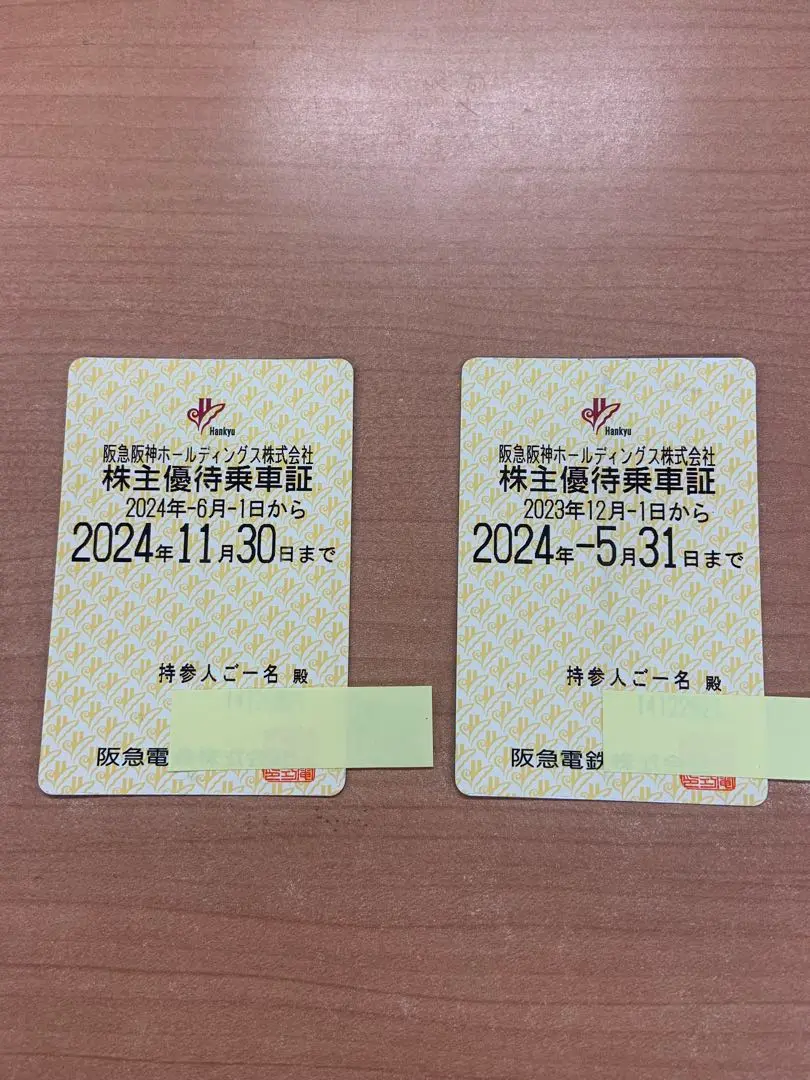 Hankyu
阪急阪神ホールディングス株式会社
株主優待乗車証
2024年-6月-1日から
2024年11月30日まで
持参人ご一名 殿
阪急電
Hankyu
阪急阪神ホールディングス株式会社
株主優待乗車証
2023年12月-1日から
2024年-5月31日まで
持参人ご一名 殿
阪急電鉄